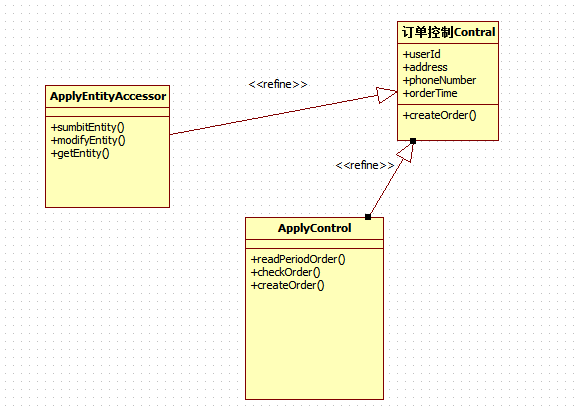 订单控制Contral
+userId
+address
+phoneNumber
+orderTime
+createOrder()
<<refine>>
ApplyEntityAccessor
+sumbitEntity()
+modifyEntity()
+getEntity()
<<refine>>
ApplyControl
+readPeriodOrder()
+checkOrder()
+createOrder()